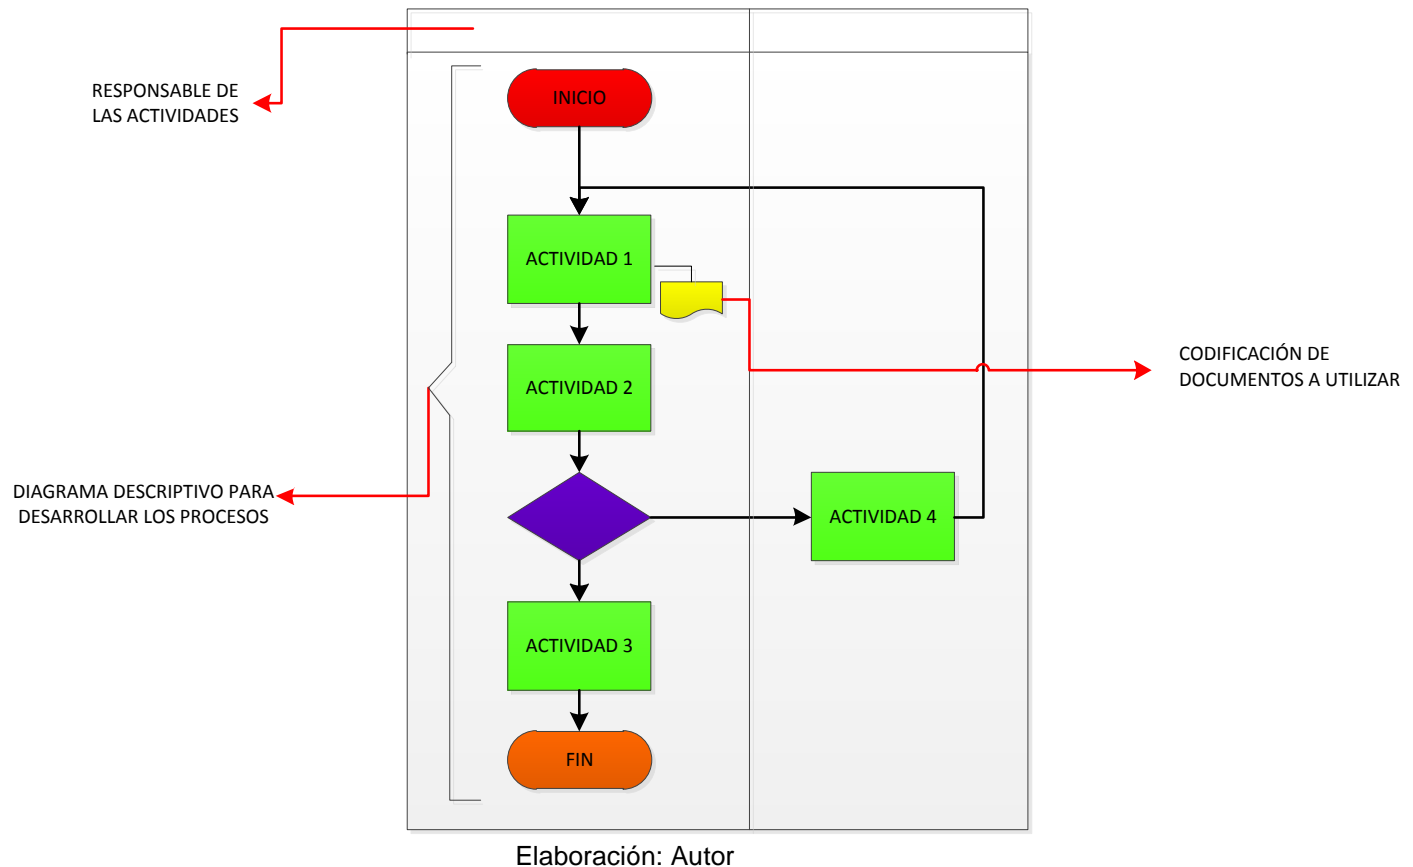 RESPONSABLE DE
LAS ACTIVIDADES
INICIO
ACTIVIDAD 1
CODIFICACIÓN DE
DOCUMENTOS A UTILIZAR
ACTIVIDAD 2
DIAGRAMA DESCRIPTIVO PARA
DESARROLLAR LOS PROCESOS
ACTIVIDAD 4
ACTIVIDAD 3
FIN
Elaboración: Autor